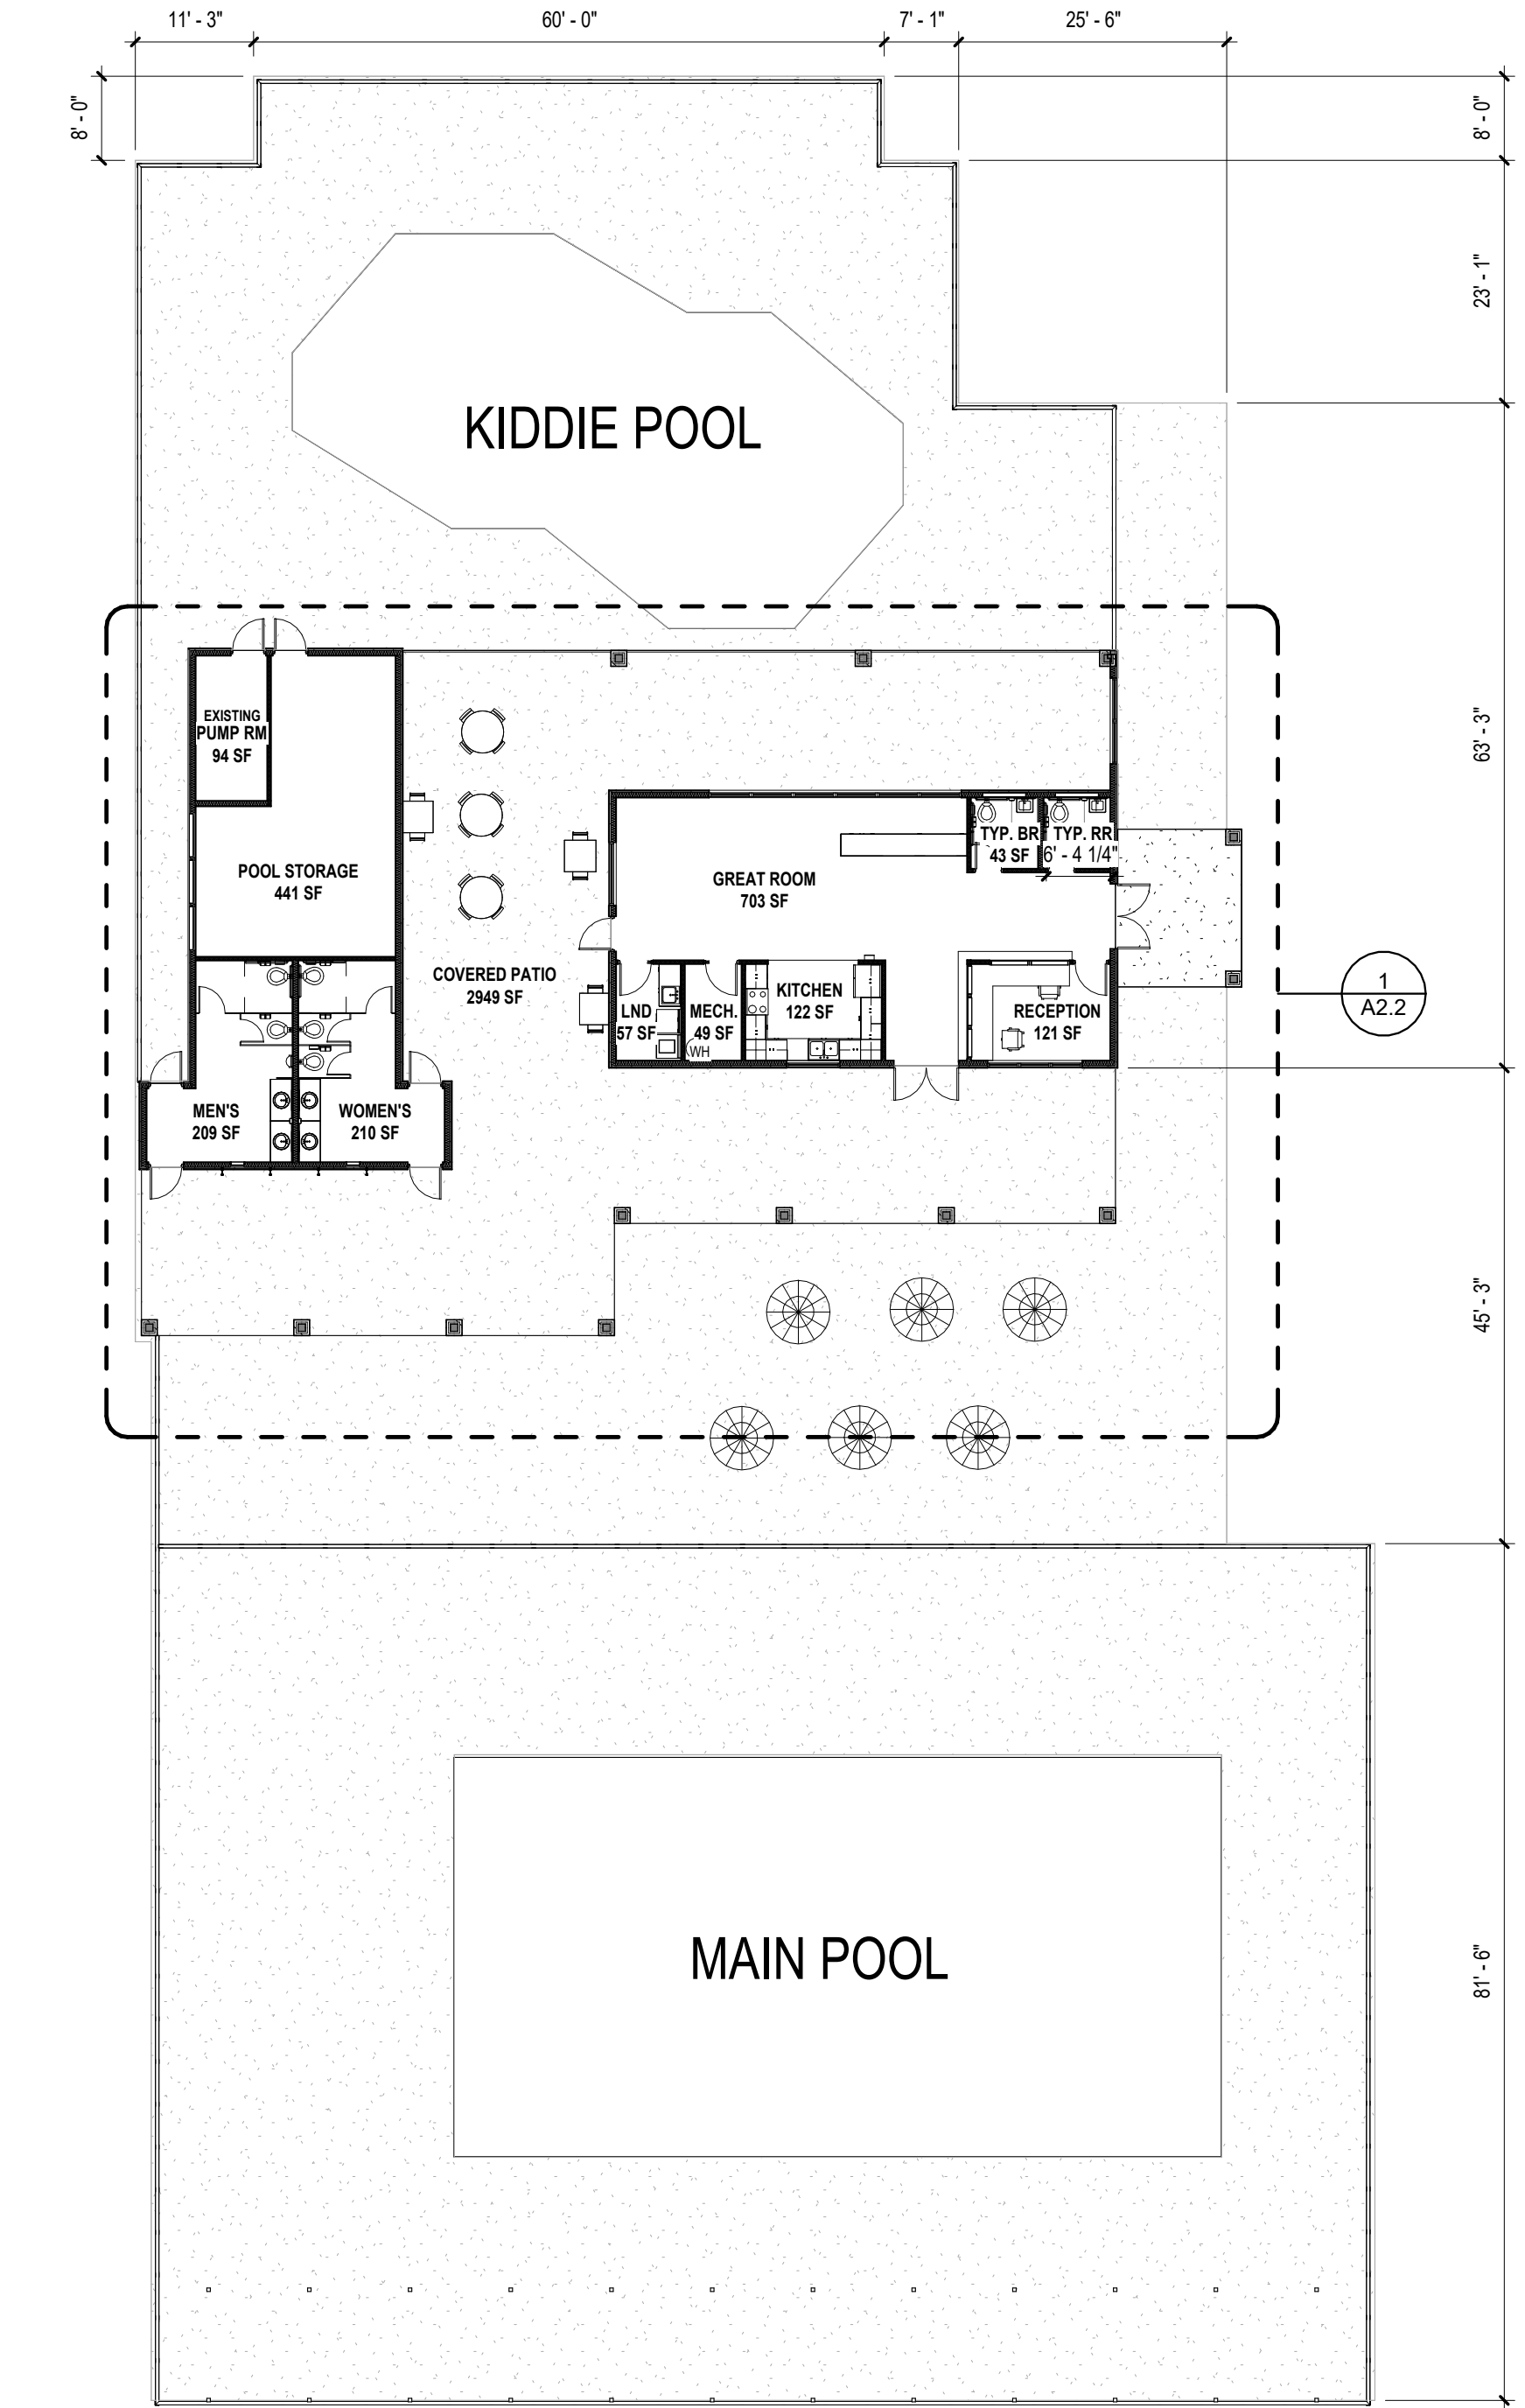 11' - 3"
60' - 0"
7' - 1"
25' - 6"
8' - 0"
8' - 0"
23' - 1"
KIDDIE POOL
63' - 3"
EXISTING
PUMP RM
94 SF
POOL STORAGE
441 SF
TYP. BR
43 SF
TYP. RR
6' - 4 1/4"
GREAT ROOM
703 SF
COVERED PATIO
2949 SF
LND
57 SF
MECH.
49 SF
WH
KITCHEN
122 SF
RECEPTION
121 SF
1
A2.2
MEN'S
209 SF
WOMEN'S
210 SF
45' - 3"
MAIN POOL
81' - 6"